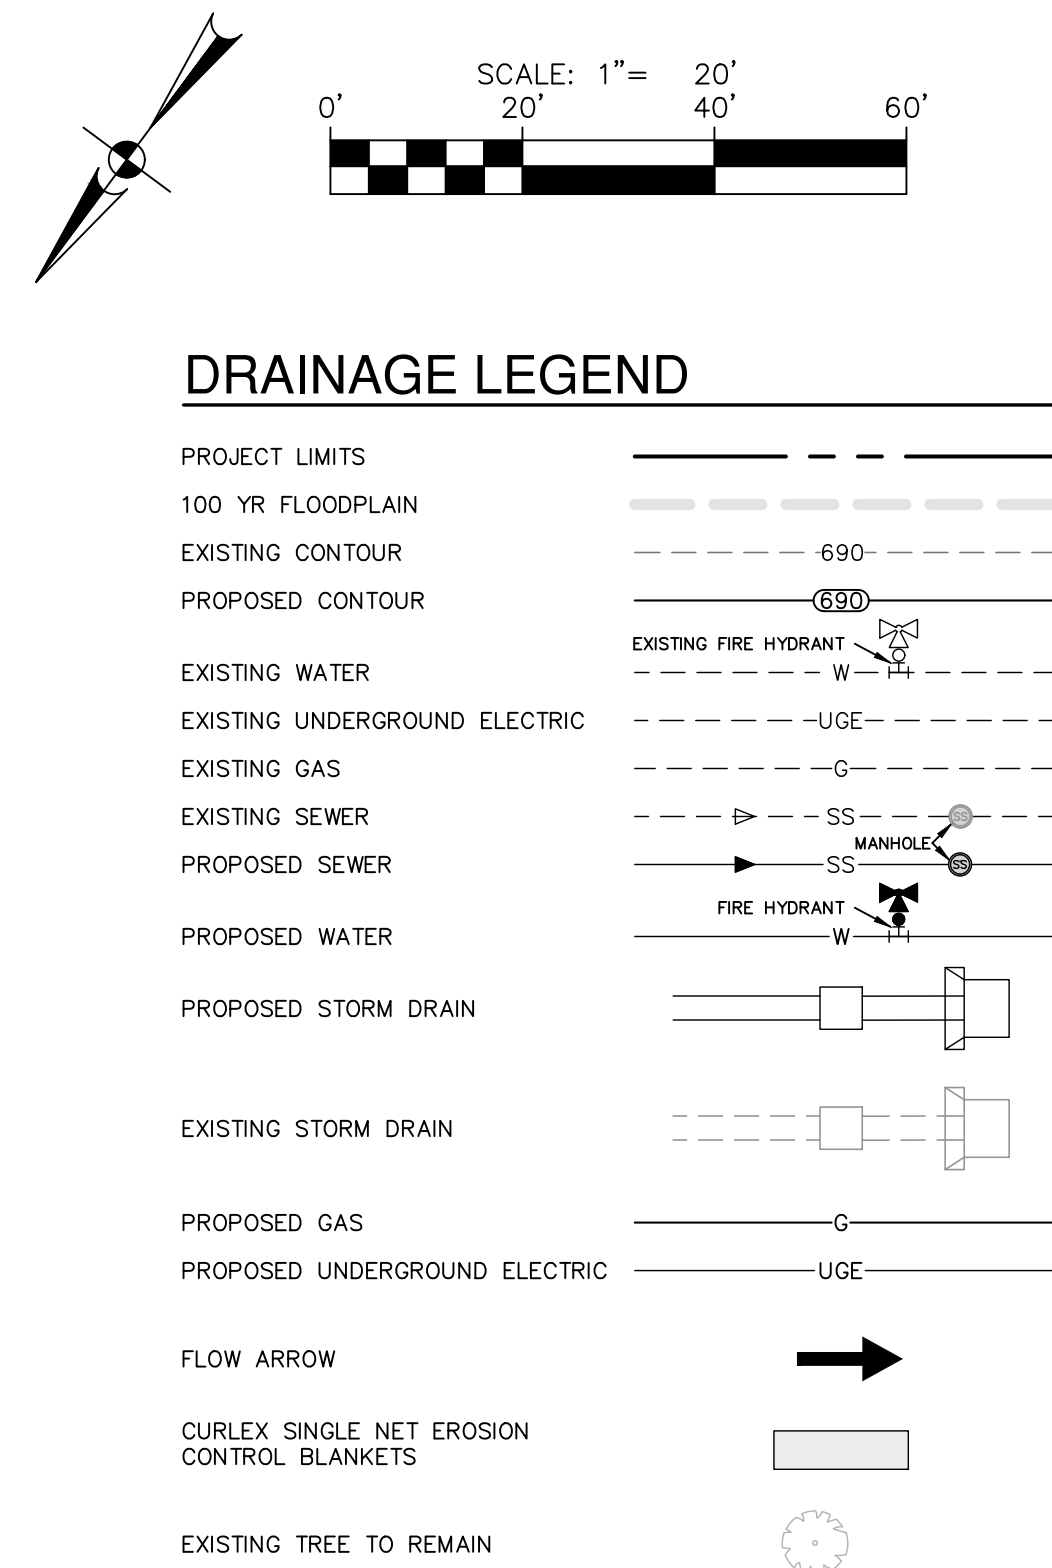 SCALE: 1”= 20’
0’ 20’ 40’ 60’
DRAINAGE LEGEND
PROJECT LIMITS
100 YR FLOODPLAIN
EXISTING CONTOUR 690
PROPOSED CONTOUR 690
EXISTING FIRE HYDRANT
EXISTING WATER W
EXISTING UNDERGROUND ELECTRIC UGE
EXISTING GAS G
EXISTING SEWER SS SS
MANHOLE
PROPOSED SEWER SS SS
FIRE HYDRANT
PROPOSED WATER W
PROPOSED STORM DRAIN
EXISTING STORM DRAIN
PROPOSED GAS G
PROPOSED UNDERGROUND ELECTRIC UGE
FLOW ARROW
CURLEX SINGLE NET EROSION
CONTROL BLANKETS
EXISTING TREE TO REMAIN